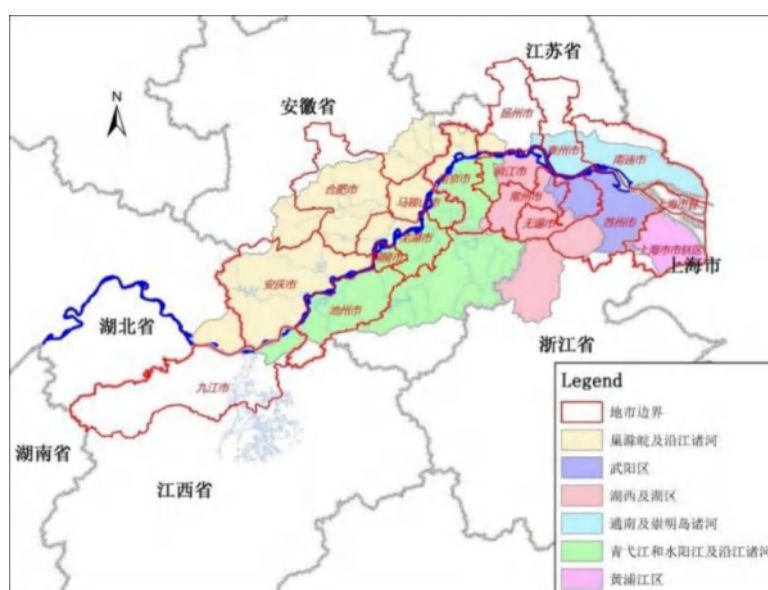 江苏省
N
安徽省
扬州市
泰州市
南通市
南京市
镇江市
合肥市
马鞍山市
常州市
苏州市
无锡市
芜湖市
上海市市辖区
铜陵市
上海市
安庆市
池州市
湖北省
浙江省
九江市
湖南省
江西省
Legend
地市边界
巢滁皖及沿江诸河
武阳区
湖西及湖区
通南及崇明岛诸河
青弋江和水阳江及沿江诸河
黄浦江区